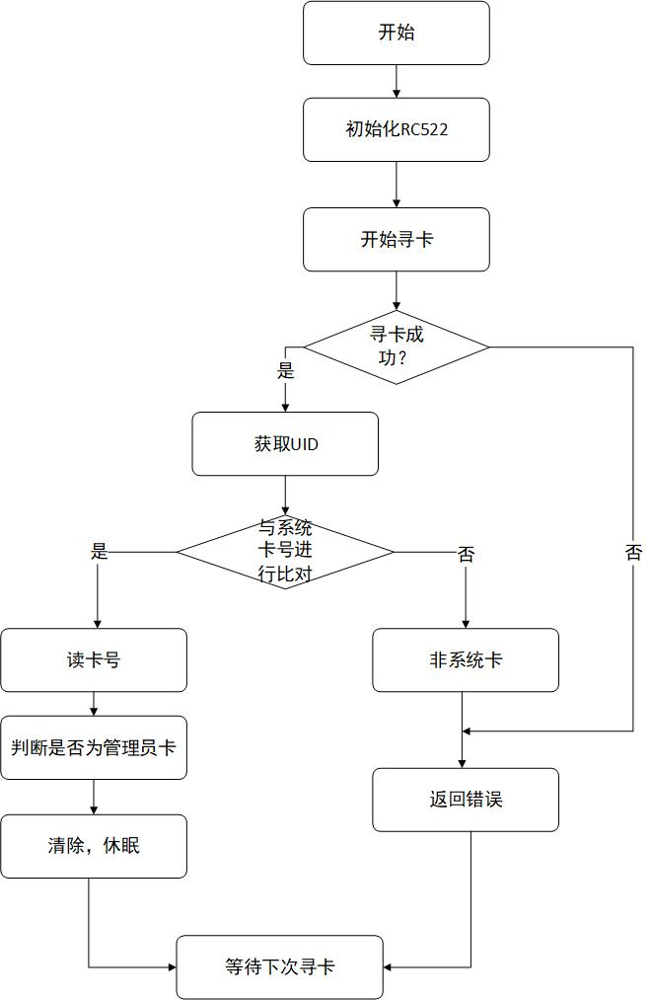 开始
初始化RC522
开始寻卡
寻卡成
功？
是
获取UID
与系统
卡号进
行比对
是
否
否
读卡号
非系统卡
判断是否为管理员卡
返回错误
清除，休眠
等待下次寻卡